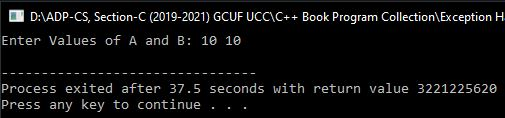 D:\ADP-CS, Section-C (2019-2021) GCUF UCC\C++ Book Program Collection\Exception Ha
Enter Values of A and B: 10 10
--------------------------------
Process exited after 37.5 seconds with return value 3221225620
Press any key to continue . . .